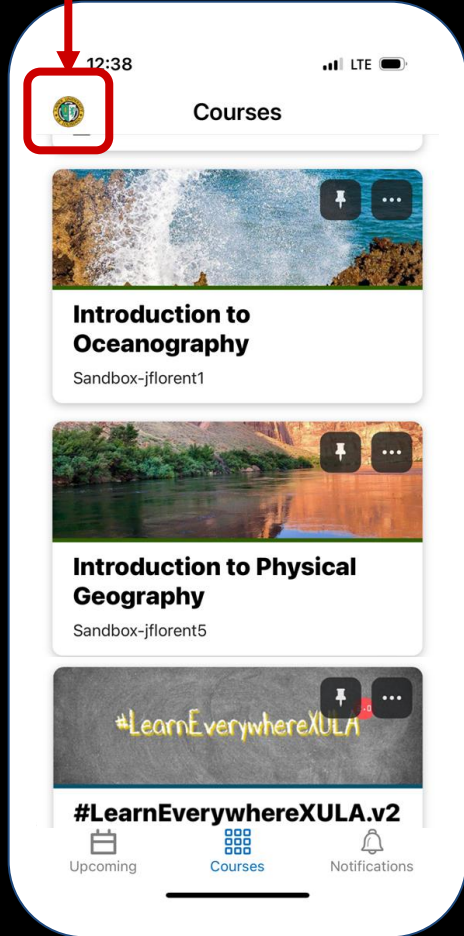 12:38
LTE
Courses
Introduction to
Oceanography
Sandbox-jflorent1
Introduction to Physical
Geography
Sandbox-jflorent5
#LearnEverywhereXULA
#LearnEverywhereXULA.v2
Upcoming
Courses
Notifications